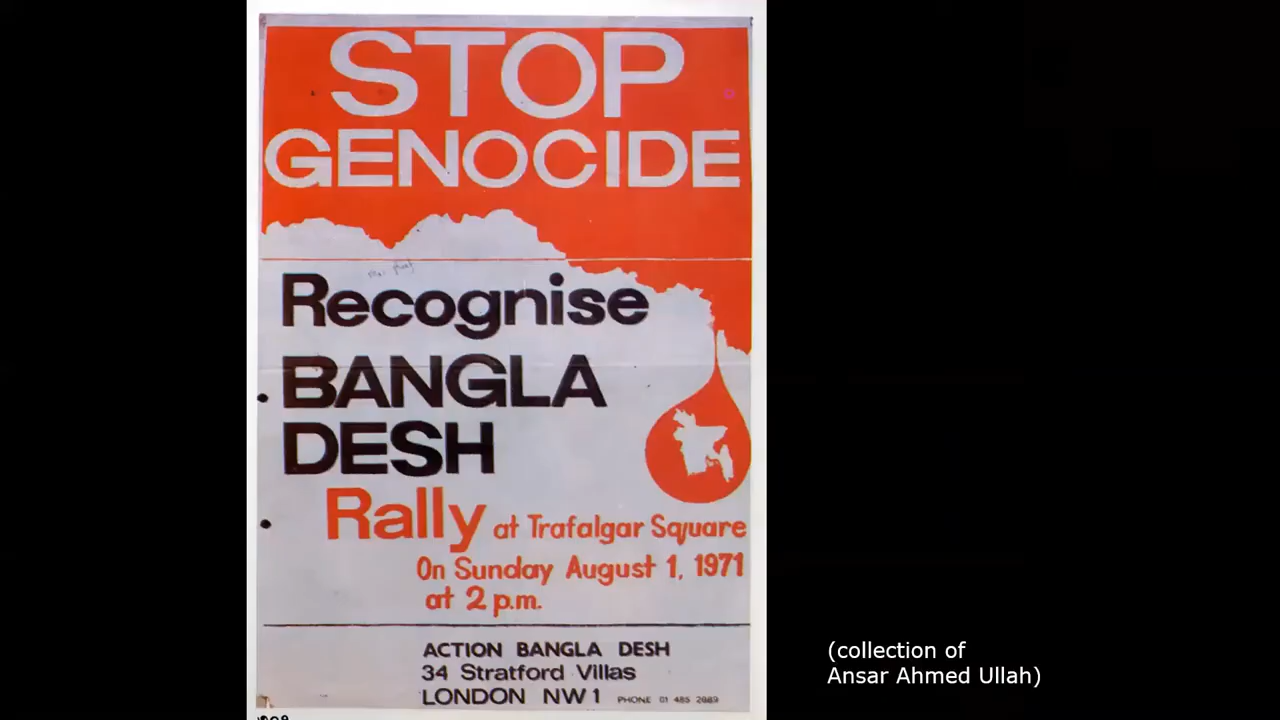 STOP
GENOCIDE
Recognise
BANGLA
DESH
Rally at Trafalgar Square
On Sunday August 1, 1971
at 2 p.m.
ACTION BANGLA DESH
34 Stratford Villas
LONDON NW1 PHONE 01 485 2889
(collection of
Ansar Ahmed Ullah)